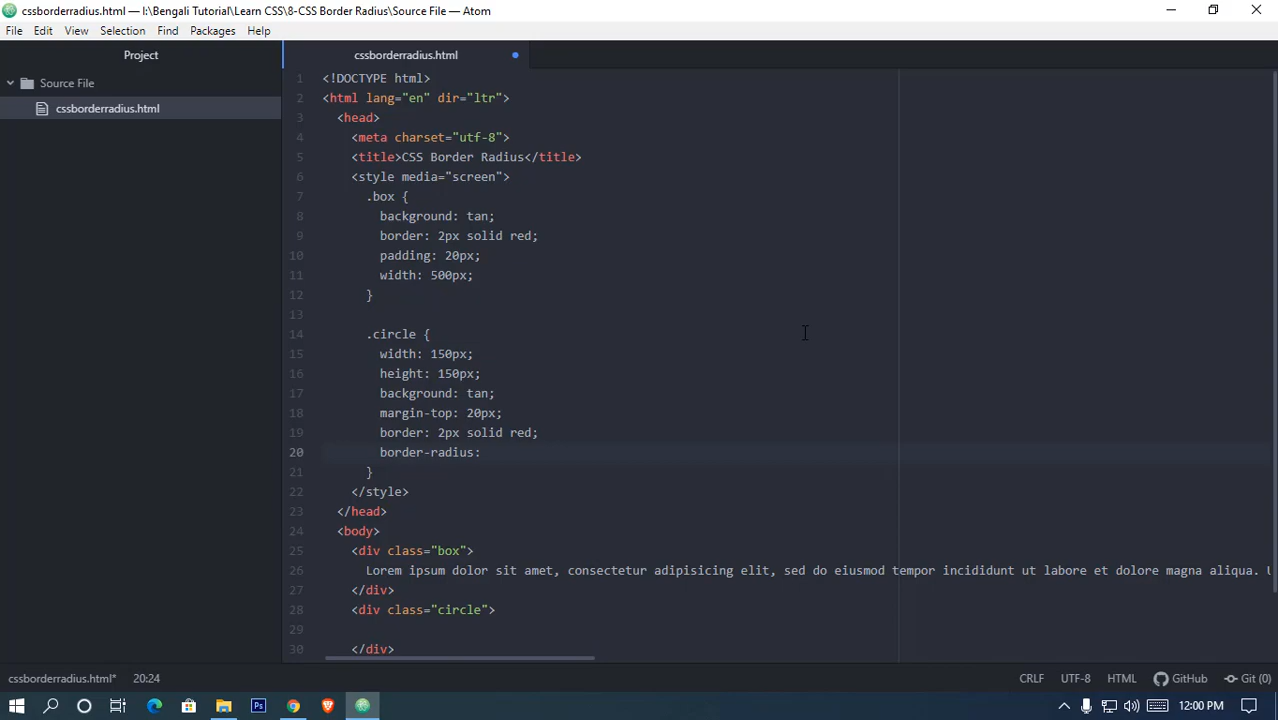 cssborderradius.html — I:\Bengali Tutorial\Learn CSS\8-CSS Border Radius\Source File — Atom
File Edit View Selection Find Packages Help
Project
cssborderradius.html
Source File
cssborderradius.html
1 <!DOCTYPE html>
2 <html lang="en" dir="ltr">
3 <head>
4 <meta charset="utf-8">
5 <title>CSS Border Radius</title>
6 <style media="screen">
7 .box {
8 background: tan;
9 border: 2px solid red;
10 padding: 20px;
11 width: 500px;
12 }
13
14 .circle {
15 width: 150px;
16 height: 150px;
17 background: tan;
18 margin-top: 20px;
19 border: 2px solid red;
20 border-radius:
21 }
22 </style>
23 </head>
24 <body>
25 <div class="box">
26 Lorem ipsum dolor sit amet, consectetur adipisicing elit, sed do eiusmod tempor incididunt ut labore et dolore magna aliqua.
27 </div>
28 <div class="circle">
29
30 </div>
cssborderradius.html* 20:24 CRLF UTF-8 HTML GitHub Git (0)
Ps 12:00 PM